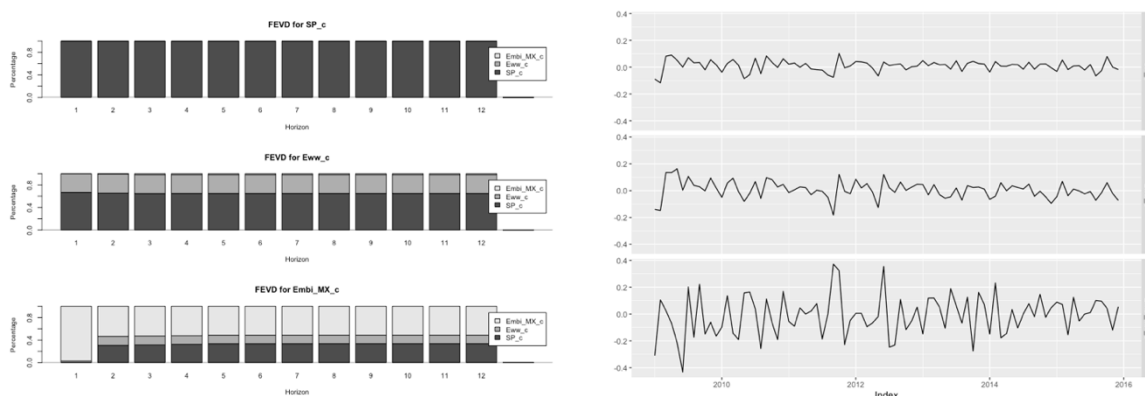 FEVD for SP_c
Percentage
0.0 0.4 0.8
Embi_MX_c
Eww_c
SP_c
1 2 3 4 5 6 7 8 9 10 11 12
Horizon
FEVD for Eww_c
Percentage
0.0 0.4 0.8
Embi_MX_c
Eww_c
SP_c
1 2 3 4 5 6 7 8 9 10 11 12
Horizon
FEVD for Embi_MX_c
Percentage
0.0 0.4 0.8
Embi_MX_c
Eww_c
SP_c
1 2 3 4 5 6 7 8 9 10 11 12
Horizon
0.4
0.2
0.0
-0.2
-0.4
0.4
0.2
0.0
-0.2
-0.4
0.4
0.2
0.0
-0.2
-0.4
2010 2012 2014 2016
Index